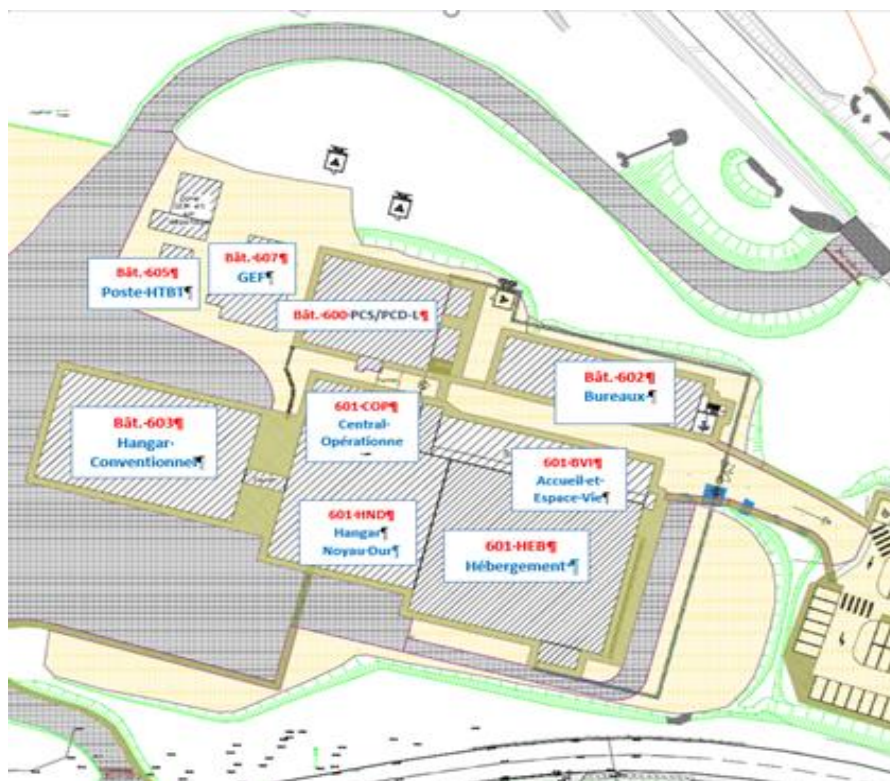 Bât.·607¶
GEF¶
Bât.·605¶
Poste·HTBT¶
Bât.·600·PCS/PCD·L¶
Bât.·602¶
Bureaux·¶
601·COP¶
Central·
Opérationne
Bât.·603¶
Hangar·
Conventionnel¶
601·BVI¶
Accueil·et·
Espace·Vie¶
601·HND¶
Hangar¶
Noyau·Dur¶
601·HEB¶
Hébergement·¶